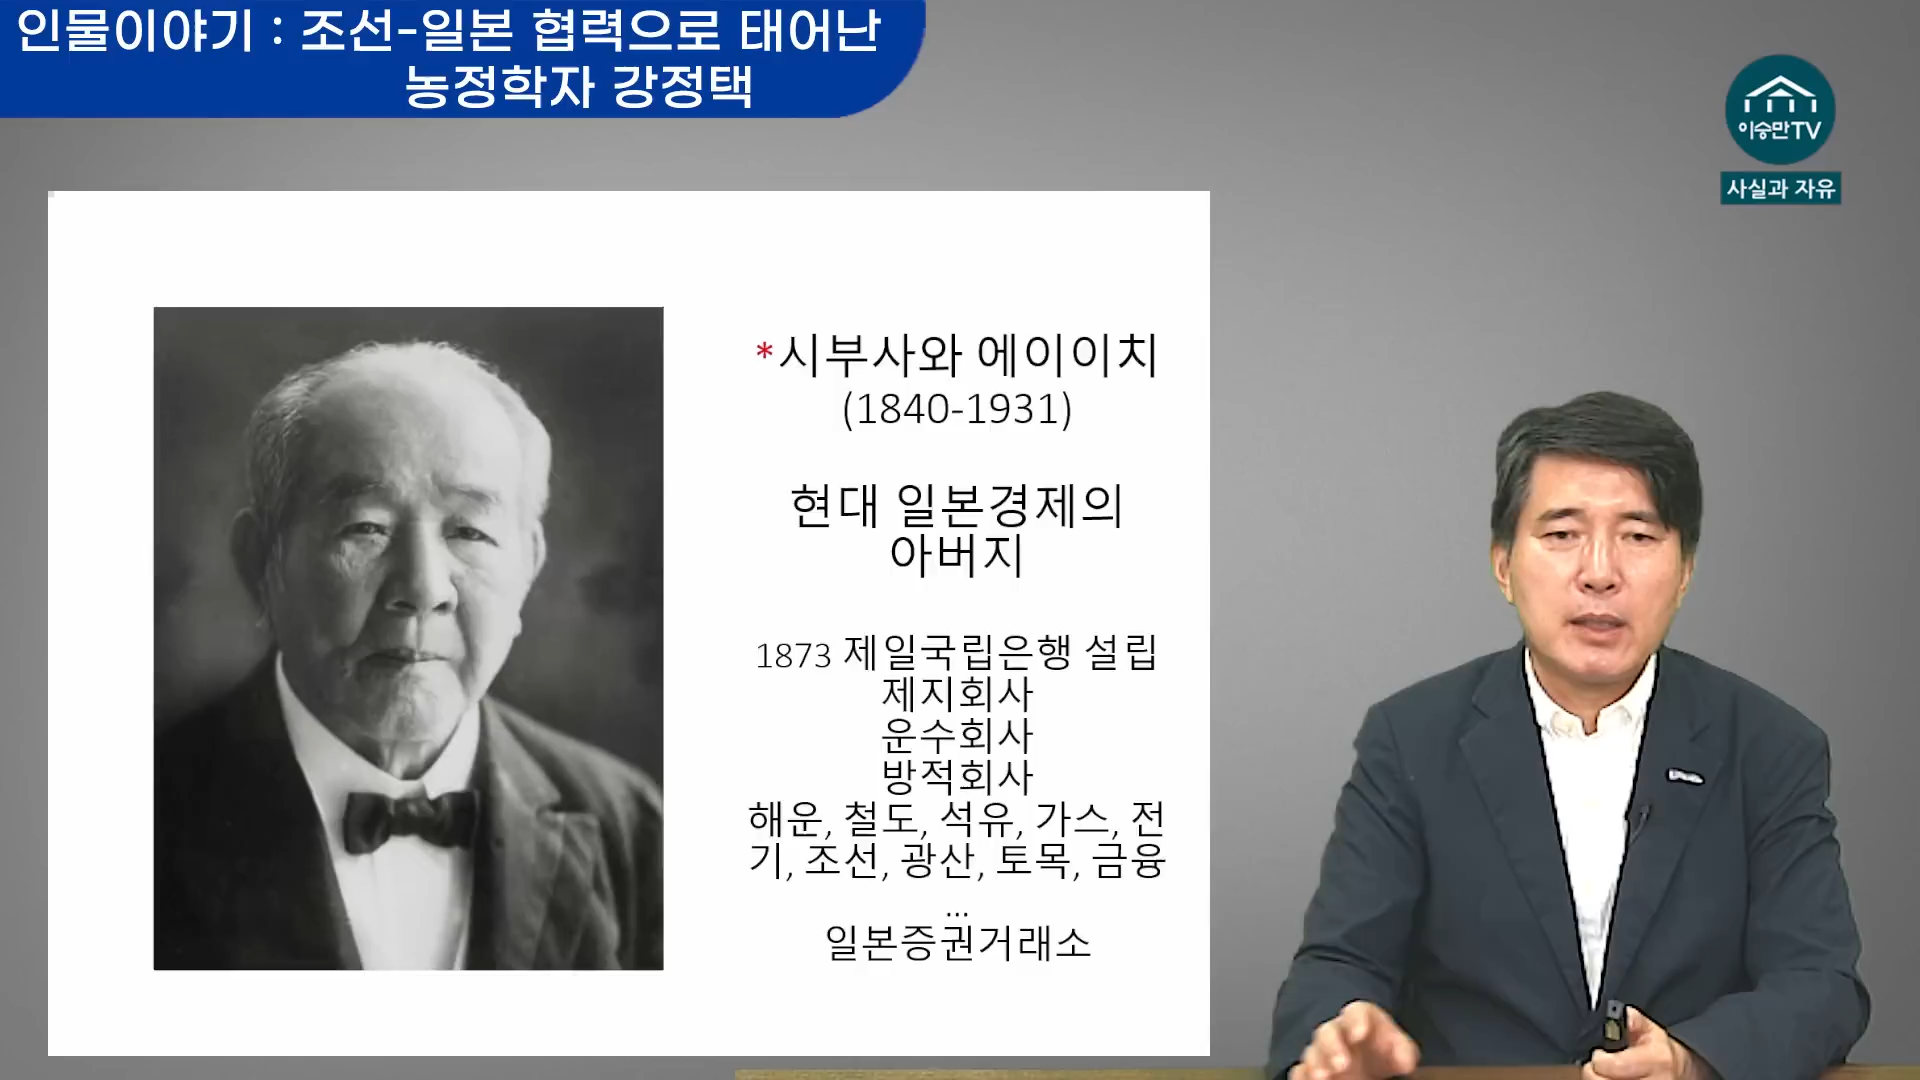 인물이야기 : 조선-일본 협력으로 태어난
농정학자 강정택
이승만TV
사실과 자유
*시부사와 에이이치
(1840-1931)
현대 일본경제의
아버지
1873 제일국립은행 설립
제지회사
운수회사
방적회사
해운, 철도, 석유, 가스, 전
기, 조선, 광산, 토목, 금융
...
일본증권거래소